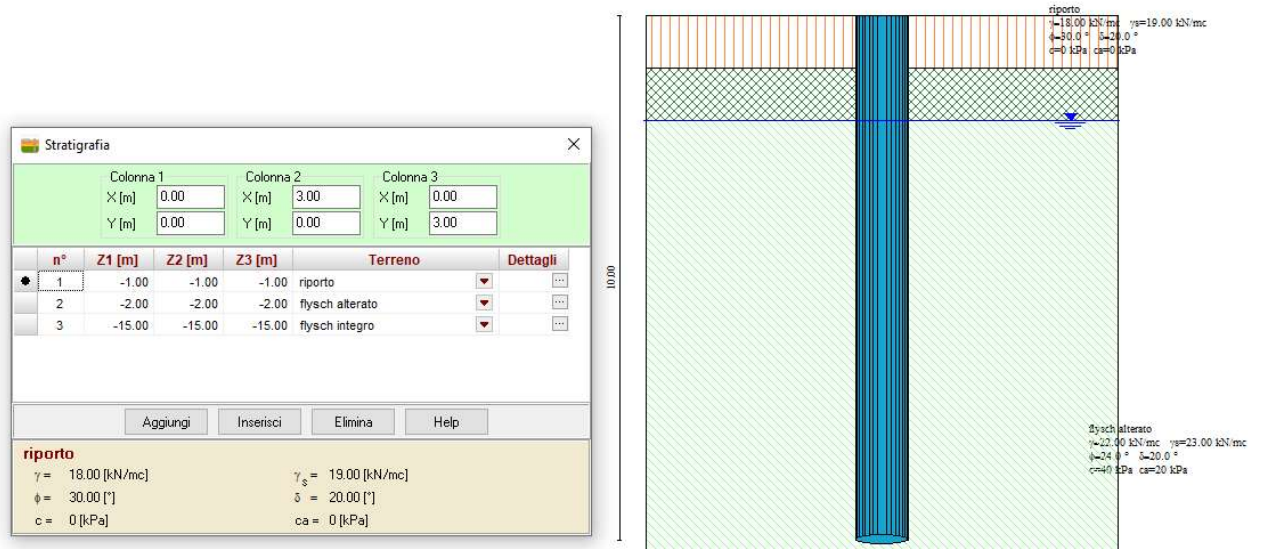 Stratigrafia
Colonna 1 Colonna 2 Colonna 3
X [m] 0.00 X [m] 3.00 X [m] 0.00
Y [m] 0.00 Y [m] 0.00 Y [m] 3.00
n° Z1 [m] Z2 [m] Z3 [m] Terreno Dettagli
1 -1.00 -1.00 -1.00 riporto ...
2 -2.00 -2.00 -2.00 flysch alterato ...
3 -15.00 -15.00 -15.00 flysch integro ...
Aggiungi Inserisci Elimina Help
riporto
γ = 18.00 [kN/mc] γs = 19.00 [kN/mc]
ϕ = 30.00 [°] δ = 20.00 [°]
c = 0 [kPa] ca = 0 [kPa]
10.00
riporto
γ=18.00 kN/mc γs=19.00 kN/mc
ϕ=30.0 ° δ=20.0 °
c=0 kPa ca=0 kPa
flysch alterato
γ=22.00 kN/mc γs=23.00 kN/mc
ϕ=24.0 ° δ=20.0 °
c=40 kPa ca=20 kPa